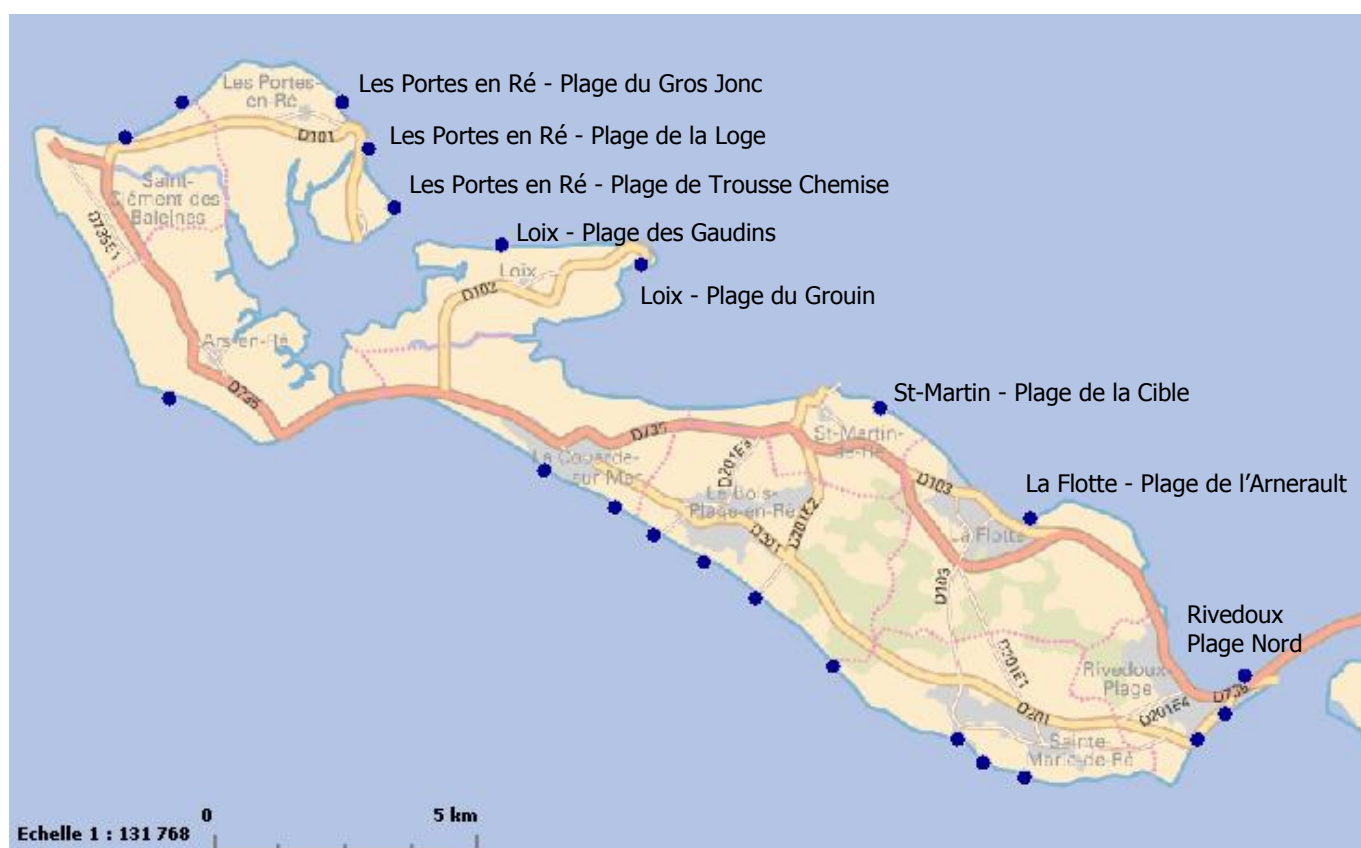 Les Portes-
en-Ré
Les Portes en Ré - Plage du Gros Jonc
D101
Les Portes en Ré - Plage de la Loge
Saint-
Clément des
Baleines
Les Portes en Ré - Plage de Trousse Chemise
D735E1
Loix - Plage des Gaudins
Loix
D102
Loix - Plage du Grouin
Ars-en-Ré
D735
St-Martin - Plage de la Cible
D735
St-Martin-
de-Ré
La Couarde-
sur Mer
D201E3
D103
Le Bois-
Plage-en-Ré
La Flotte - Plage de l’Arnerault
D201E2
D201
La Flotte
D103
Rivedoux
Plage Nord
D201E1
Rivedoux-
Plage
D735
D201E4
D201
Sainte-
Marie-de-Ré
0 5 km
Echelle 1 : 131 768